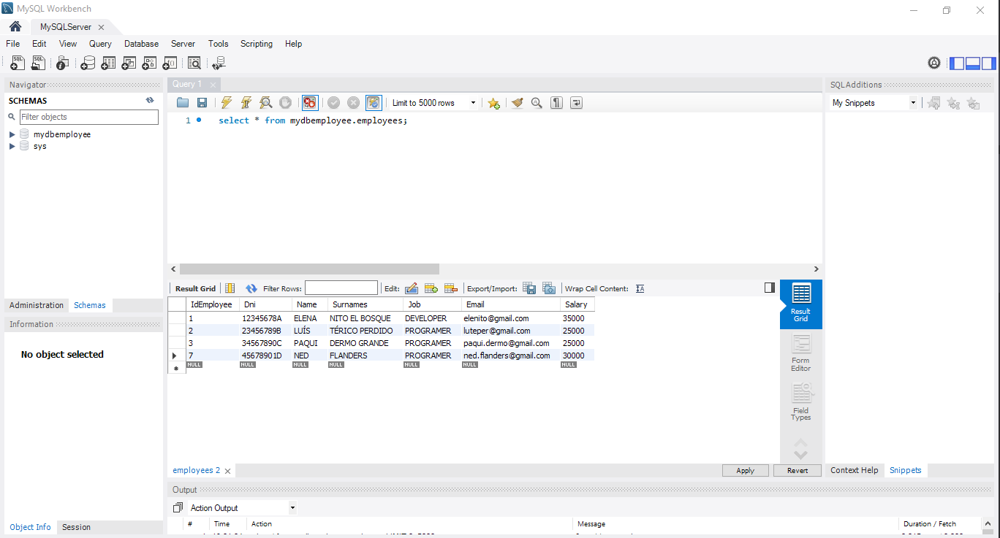 MySQL Workbench
MySQLServer
File Edit View Query Database Server Tools Scripting Help
Navigator
SCHEMAS
Filter objects
mydbemployee
sys
Administration Schemas
Information
No object selected
Object Info Session
Query 1
Limit to 5000 rows
1 select * from mydbemployee.employees;
Result Grid Filter Rows: Edit: Export/Import: Wrap Cell Content:
IdEmployee Dni Name Surnames Job Email Salary
1 12345678A ELENA NITO EL BOSQUE DEVELOPER elenito@gmail.com 35000
2 23456789B LUÍS TÉRICO PERDIDO PROGRAMER luteper@gmail.com 25000
3 34567890C PAQUI DERMO GRANDE PROGRAMER paqui.dermo@gmail.com 25000
7 45678901D NED FLANDERS PROGRAMER ned.flanders@gmail.com 30000
NULL NULL NULL NULL NULL NULL NULL
Result
Grid
Form
Editor
Field
Types
employees 2
Apply Revert
SQLAdditions
My Snippets
Context Help Snippets
Output
Action Output
# Time Action Message Duration / Fetch